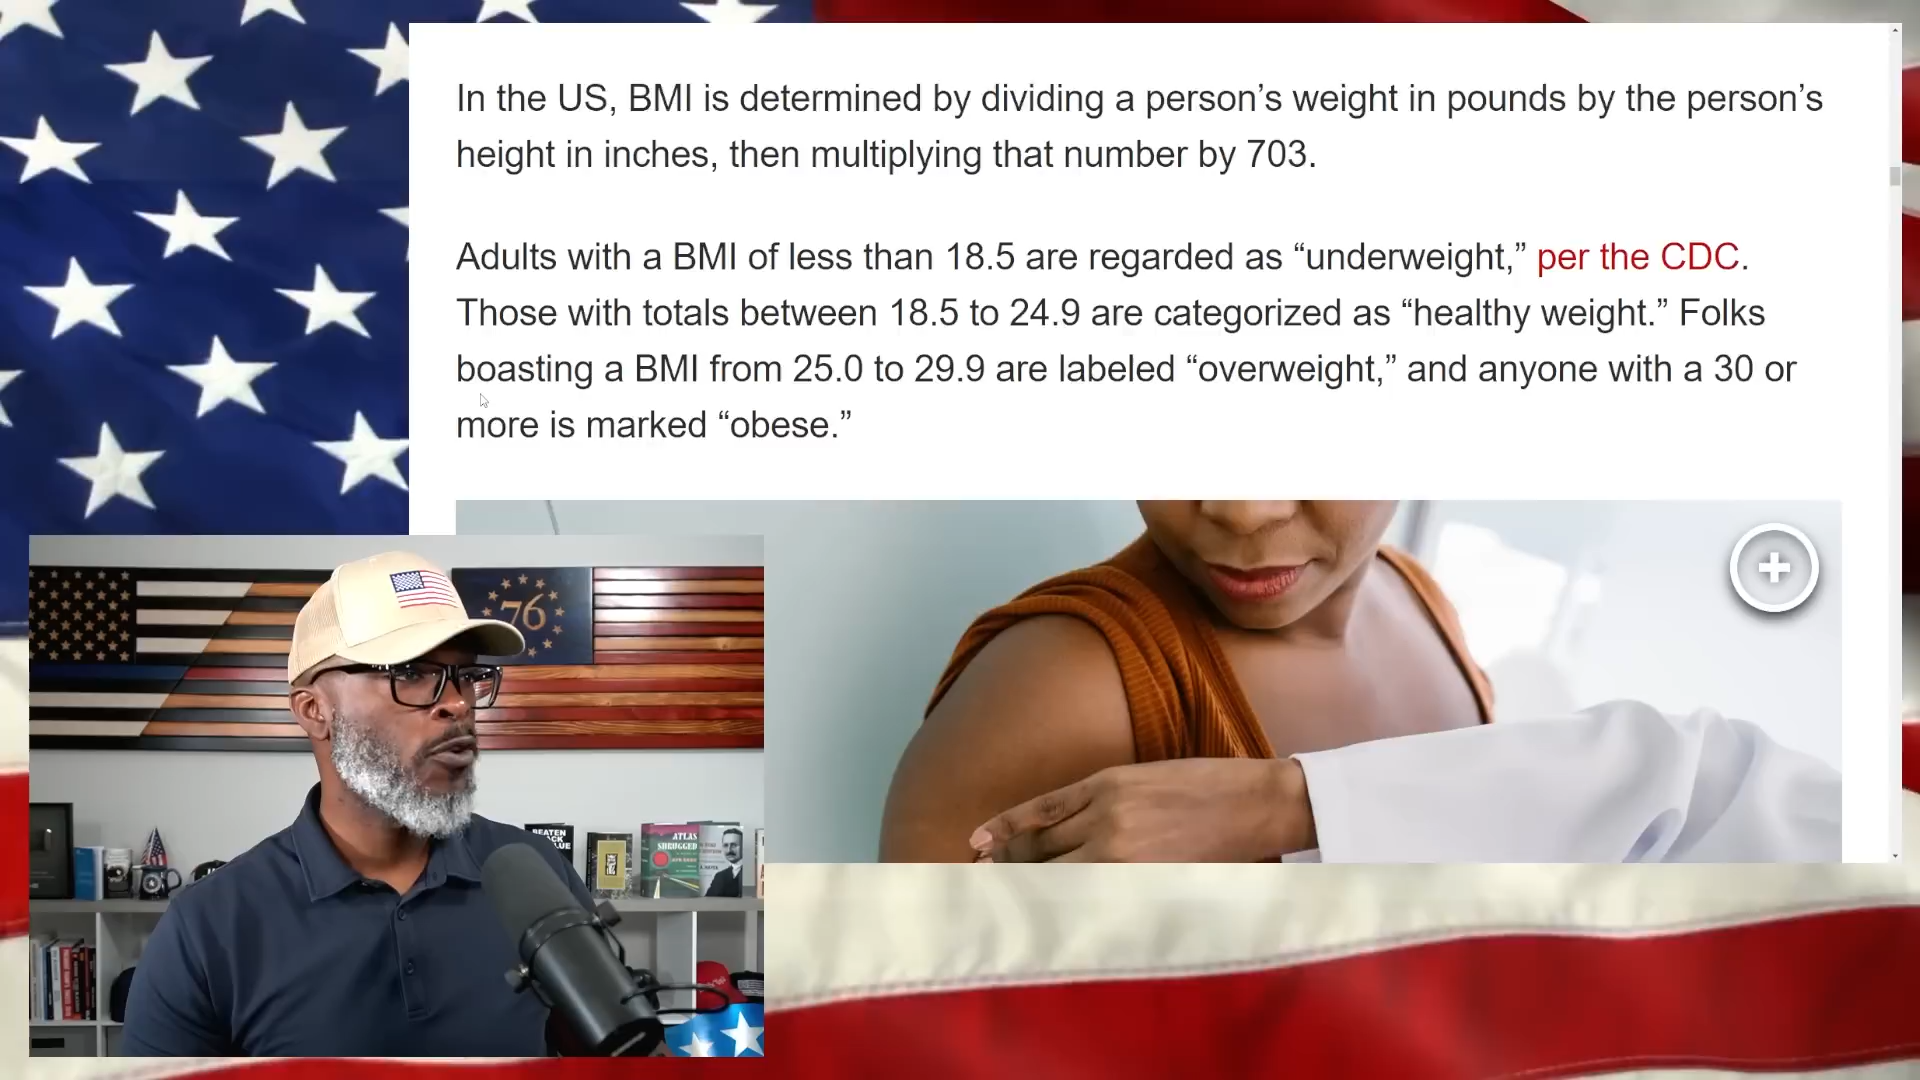 In the US, BMI is determined by dividing a person’s weight in pounds by the person’s
height in inches, then multiplying that number by 703.
Adults with a BMI of less than 18.5 are regarded as “underweight,” per the CDC.
Those with totals between 18.5 to 24.9 are categorized as “healthy weight.” Folks
boasting a BMI from 25.0 to 29.9 are labeled “overweight,” and anyone with a 30 or
more is marked “obese.”
76
BEATEN
ATLAS
SHRUGGED